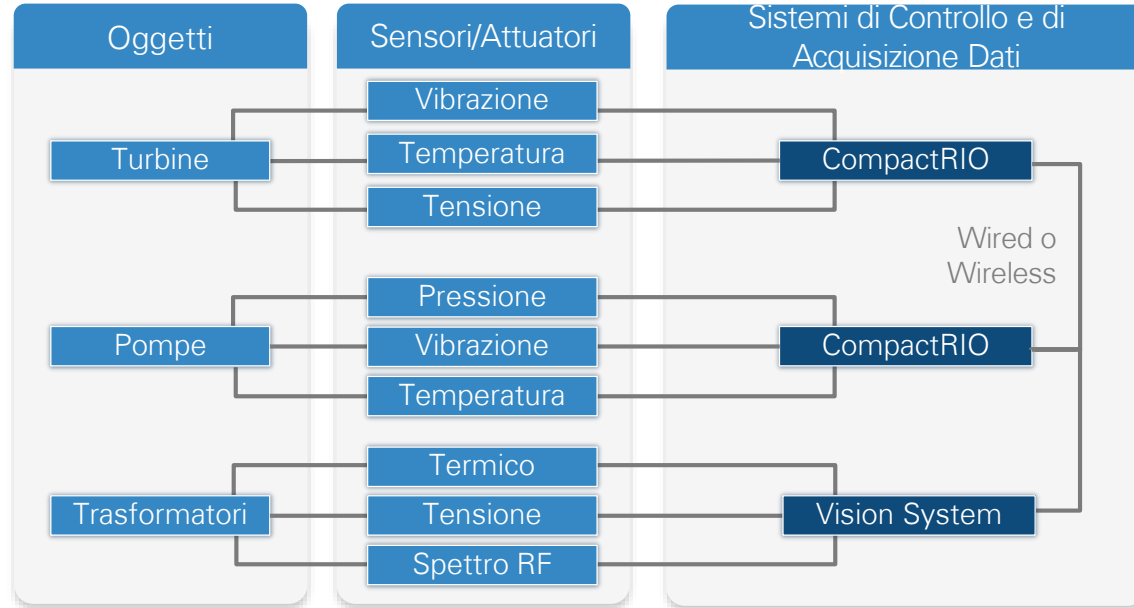 Oggetti
Sensori/Attuatori
Sistemi di Controllo e di
Acquisizione Dati
Vibrazione
Turbine
Temperatura
CompactRIO
Tensione
Wired o
Wireless
Pressione
Pompe
Vibrazione
CompactRIO
Temperatura
Termico
Trasformatori
Tensione
Vision System
Spettro RF